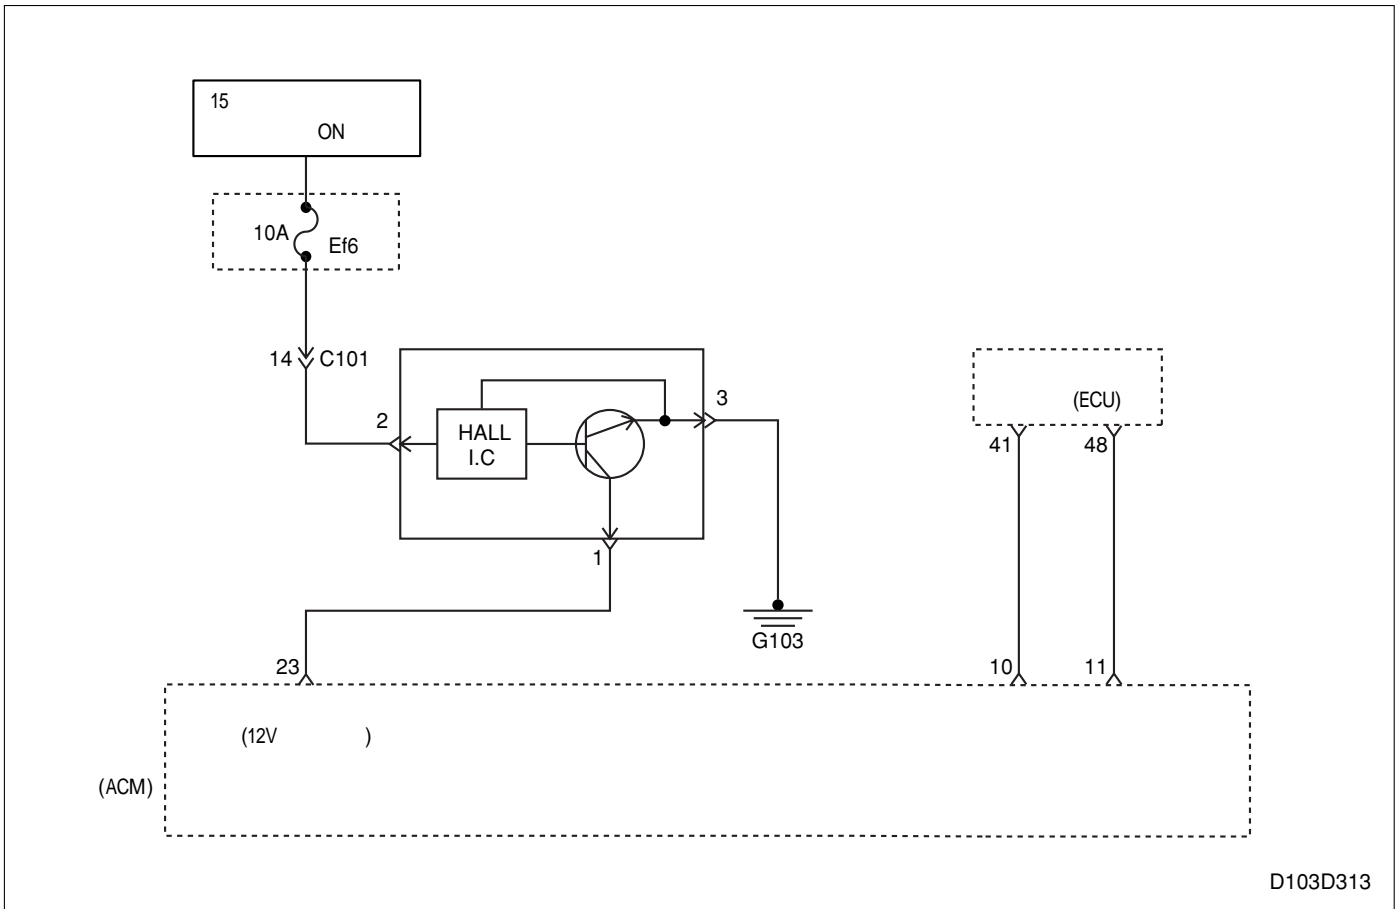 15
ON
10A
Ef6
14
C101
2
HALL
I.C
3
1
(ECU)
41
48
G103
23
10
11
(12V )
(ACM)
D103D313